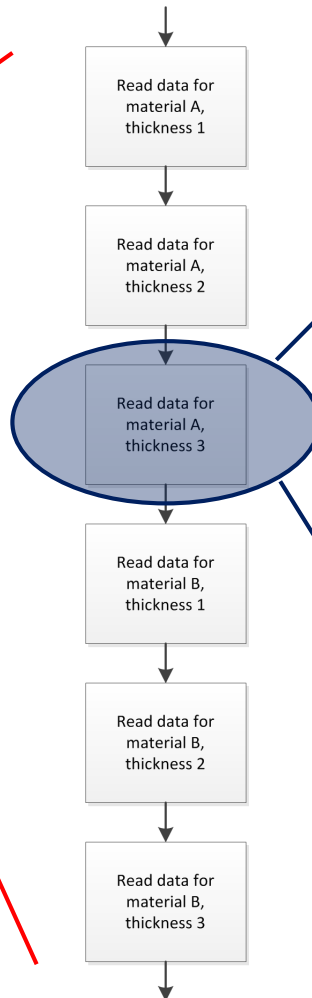 Read data for
material A,
thickness 1
Read data for
material A,
thickness 2
Read data for
material A,
thickness 3
Read data for
material B,
thickness 1
Read data for
material B,
thickness 2
Read data for
material B,
thickness 3